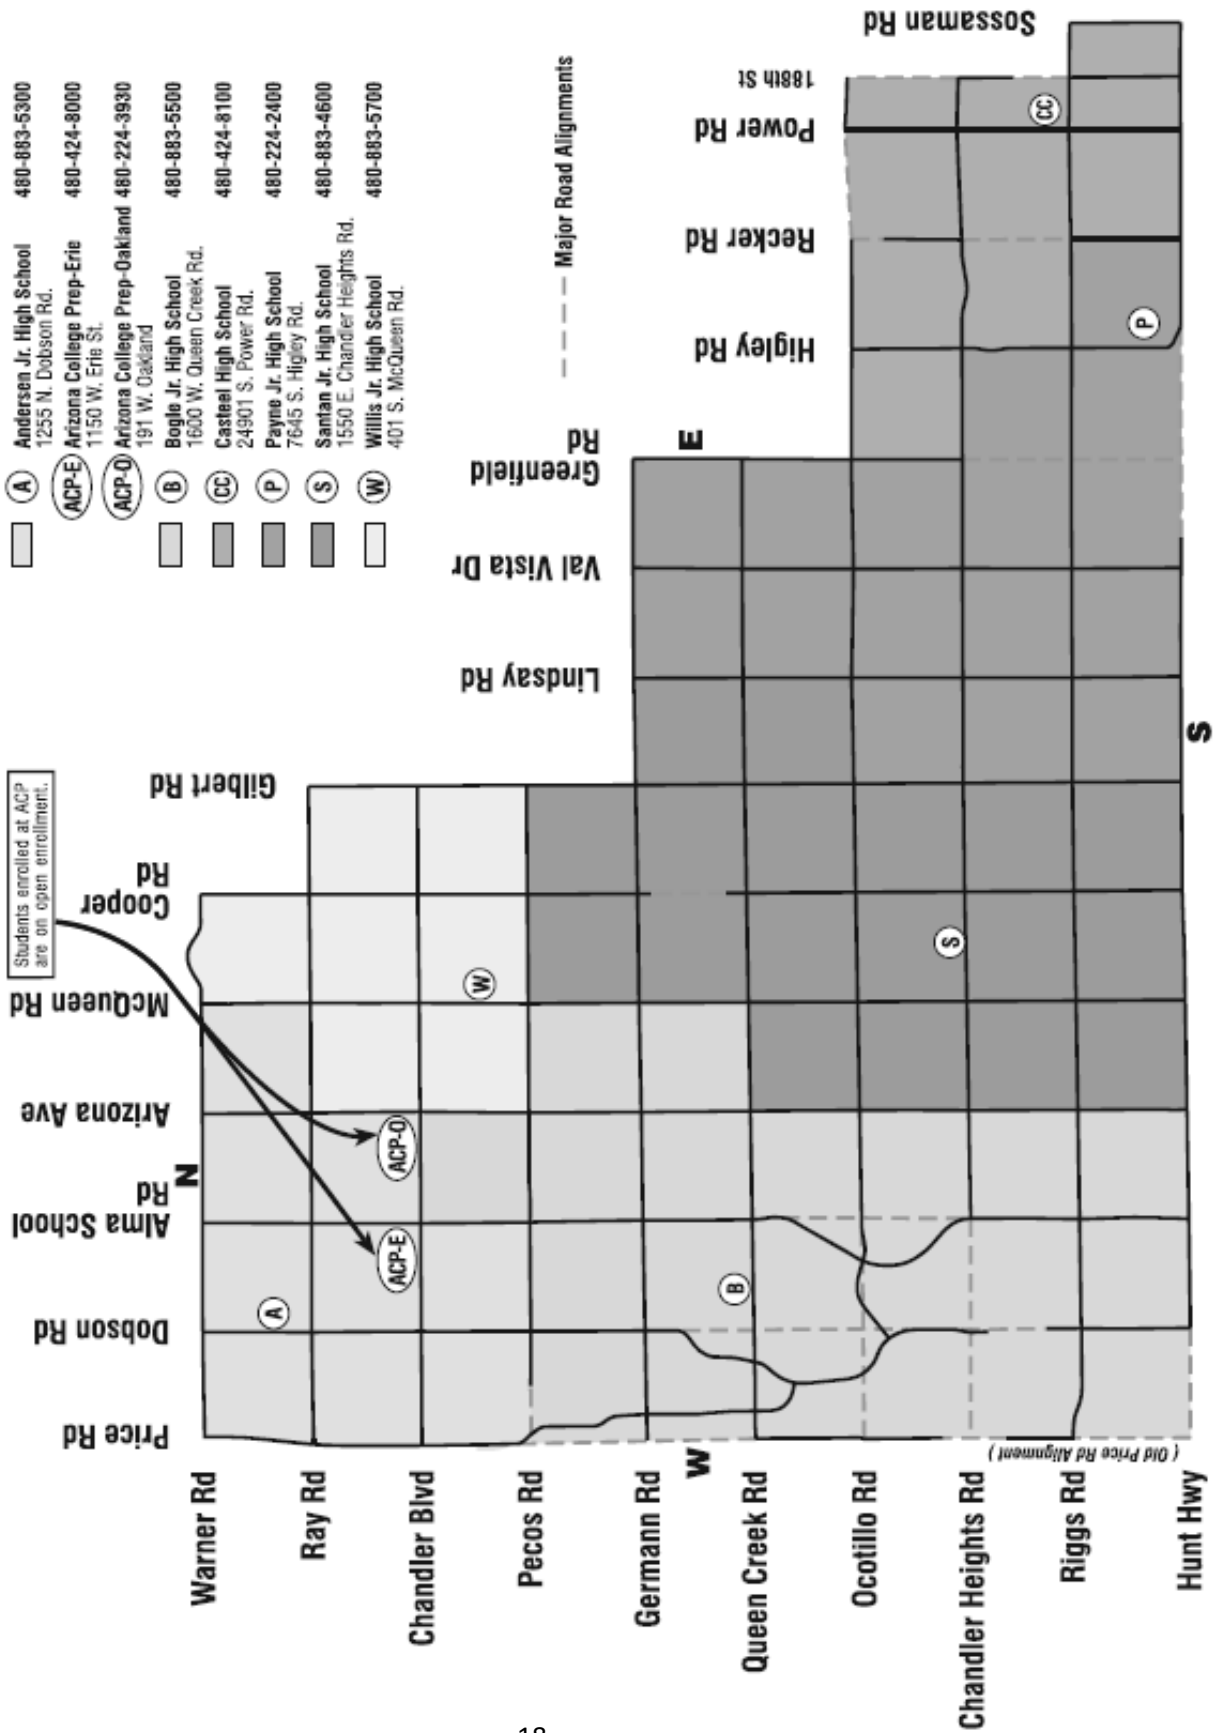 Students enrolled at ACP
are on open enrollment.
A Andersen Jr. High School 480-883-5300
1255 N. Dobson Rd.
ACP-E Arizona College Prep-Erie 480-424-8000
1150 W. Erie St.
ACP-O Arizona College Prep-Oakland 480-224-3930
191 W. Oakland
B Bogle Jr. High School 480-883-5500
1600 W. Queen Creek Rd.
CC Casteel High School 480-424-8100
24901 S. Power Rd.
P Payne Jr. High School 480-224-2400
7645 S. Higley Rd.
S Santan Jr. High School 480-883-4600
1550 E. Chandler Heights Rd.
W Willis Jr. High School 480-883-5700
401 S. McQueen Rd.
Major Road Alignments
Price Rd
Dobson Rd
Alma School
Rd
Arizona Ave
McQueen Rd
Cooper
Rd
Gilbert Rd
Lindsay Rd
Val Vista Dr
Greenfield
Rd
Higley Rd
Recker Rd
Power Rd
188th St
Sossaman
Rd
N
E
W
S
A
ACP-E
ACP-O
W
B
S
P
CC
( Old Price Rd Alignment )
Warner Rd
Ray Rd
Chandler Blvd
Pecos Rd
Germann Rd
Queen Creek Rd
Ocotillo Rd
Chandler Heights Rd
Riggs Rd
Hunt Hwy